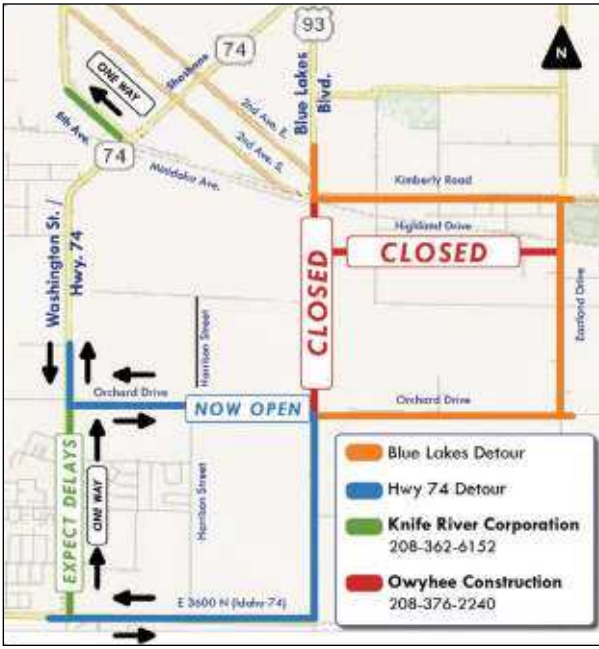 93
N
74
Shoshone
ONE WAY
2nd Ave. E.
2nd Ave. S.
Blue Lakes
Blvd.
6th Ave.
74
Minidoka Ave.
Kimberly Road
Highland Drive
CLOSED
CLOSED
Washington St. /
Hwy. 74
Eastland Drive
Harrison Street
Orchard Drive
NOW OPEN
Orchard Drive
EXPECT DELAYS
ONE WAY
Harrison Street
E 3600 N (Idaho 74)
Blue Lakes Detour
Hwy 74 Detour
Knife River Corporation
208-362-6152
Owyhee Construction
208-376-2240